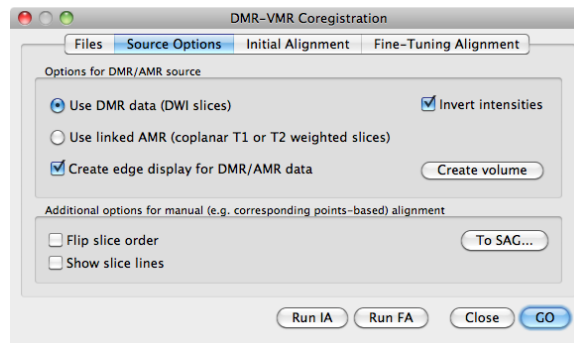 DMR-VMR Coregistration
Files Source Options Initial Alignment Fine-Tuning Alignment
Options for DMR/AMR source
Use DMR data (DWI slices) Invert intensities
Use linked AMR (coplanar T1 or T2 weighted slices)
Create edge display for DMR/AMR data Create volume
Additional options for manual (e.g. corresponding points-based) alignment
Flip slice order To SAG...
Show slice lines
Run IA Run FA Close GO